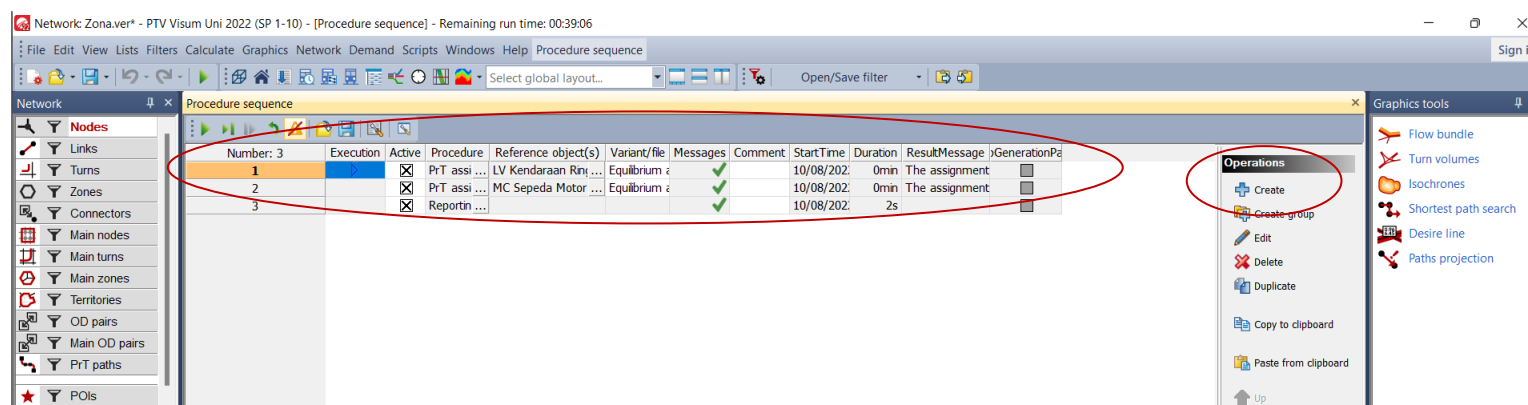 Network: Zona.ver* - PTV Visum Uni 2022 (SP 1-10) - [Procedure sequence] - Remaining run time: 00:39:06
File Edit View Lists Filters Calculate Graphics Network Demand Scripts Windows Help Procedure sequence
Sign i
Select global layout...
Open/Save filter
Network
Procedure sequence
Graphics tools
Nodes
Links
Turns
Zones
Connectors
Main nodes
Main turns
Main zones
Territories
OD pairs
Main OD pairs
PrT paths
POIs
Number: 3 Execution Active Procedure Reference object(s) Variant/file Messages Comment StartTime Duration ResultMessage GenerationPa
1 PrT assi ... LV Kendaraan Rin ... Equilibrium a 10/08/202 0min The assignment
2 PrT assi ... MC Sepeda Motor ... Equilibrium a 10/08/202 0min The assignment
3 Reportin ... 10/08/202 2s
Operations
Create
Create group
Edit
Delete
Duplicate
Copy to clipboard
Paste from clipboard
Up
Flow bundle
Turn volumes
Isochrones
Shortest path search
Desire line
Paths projection